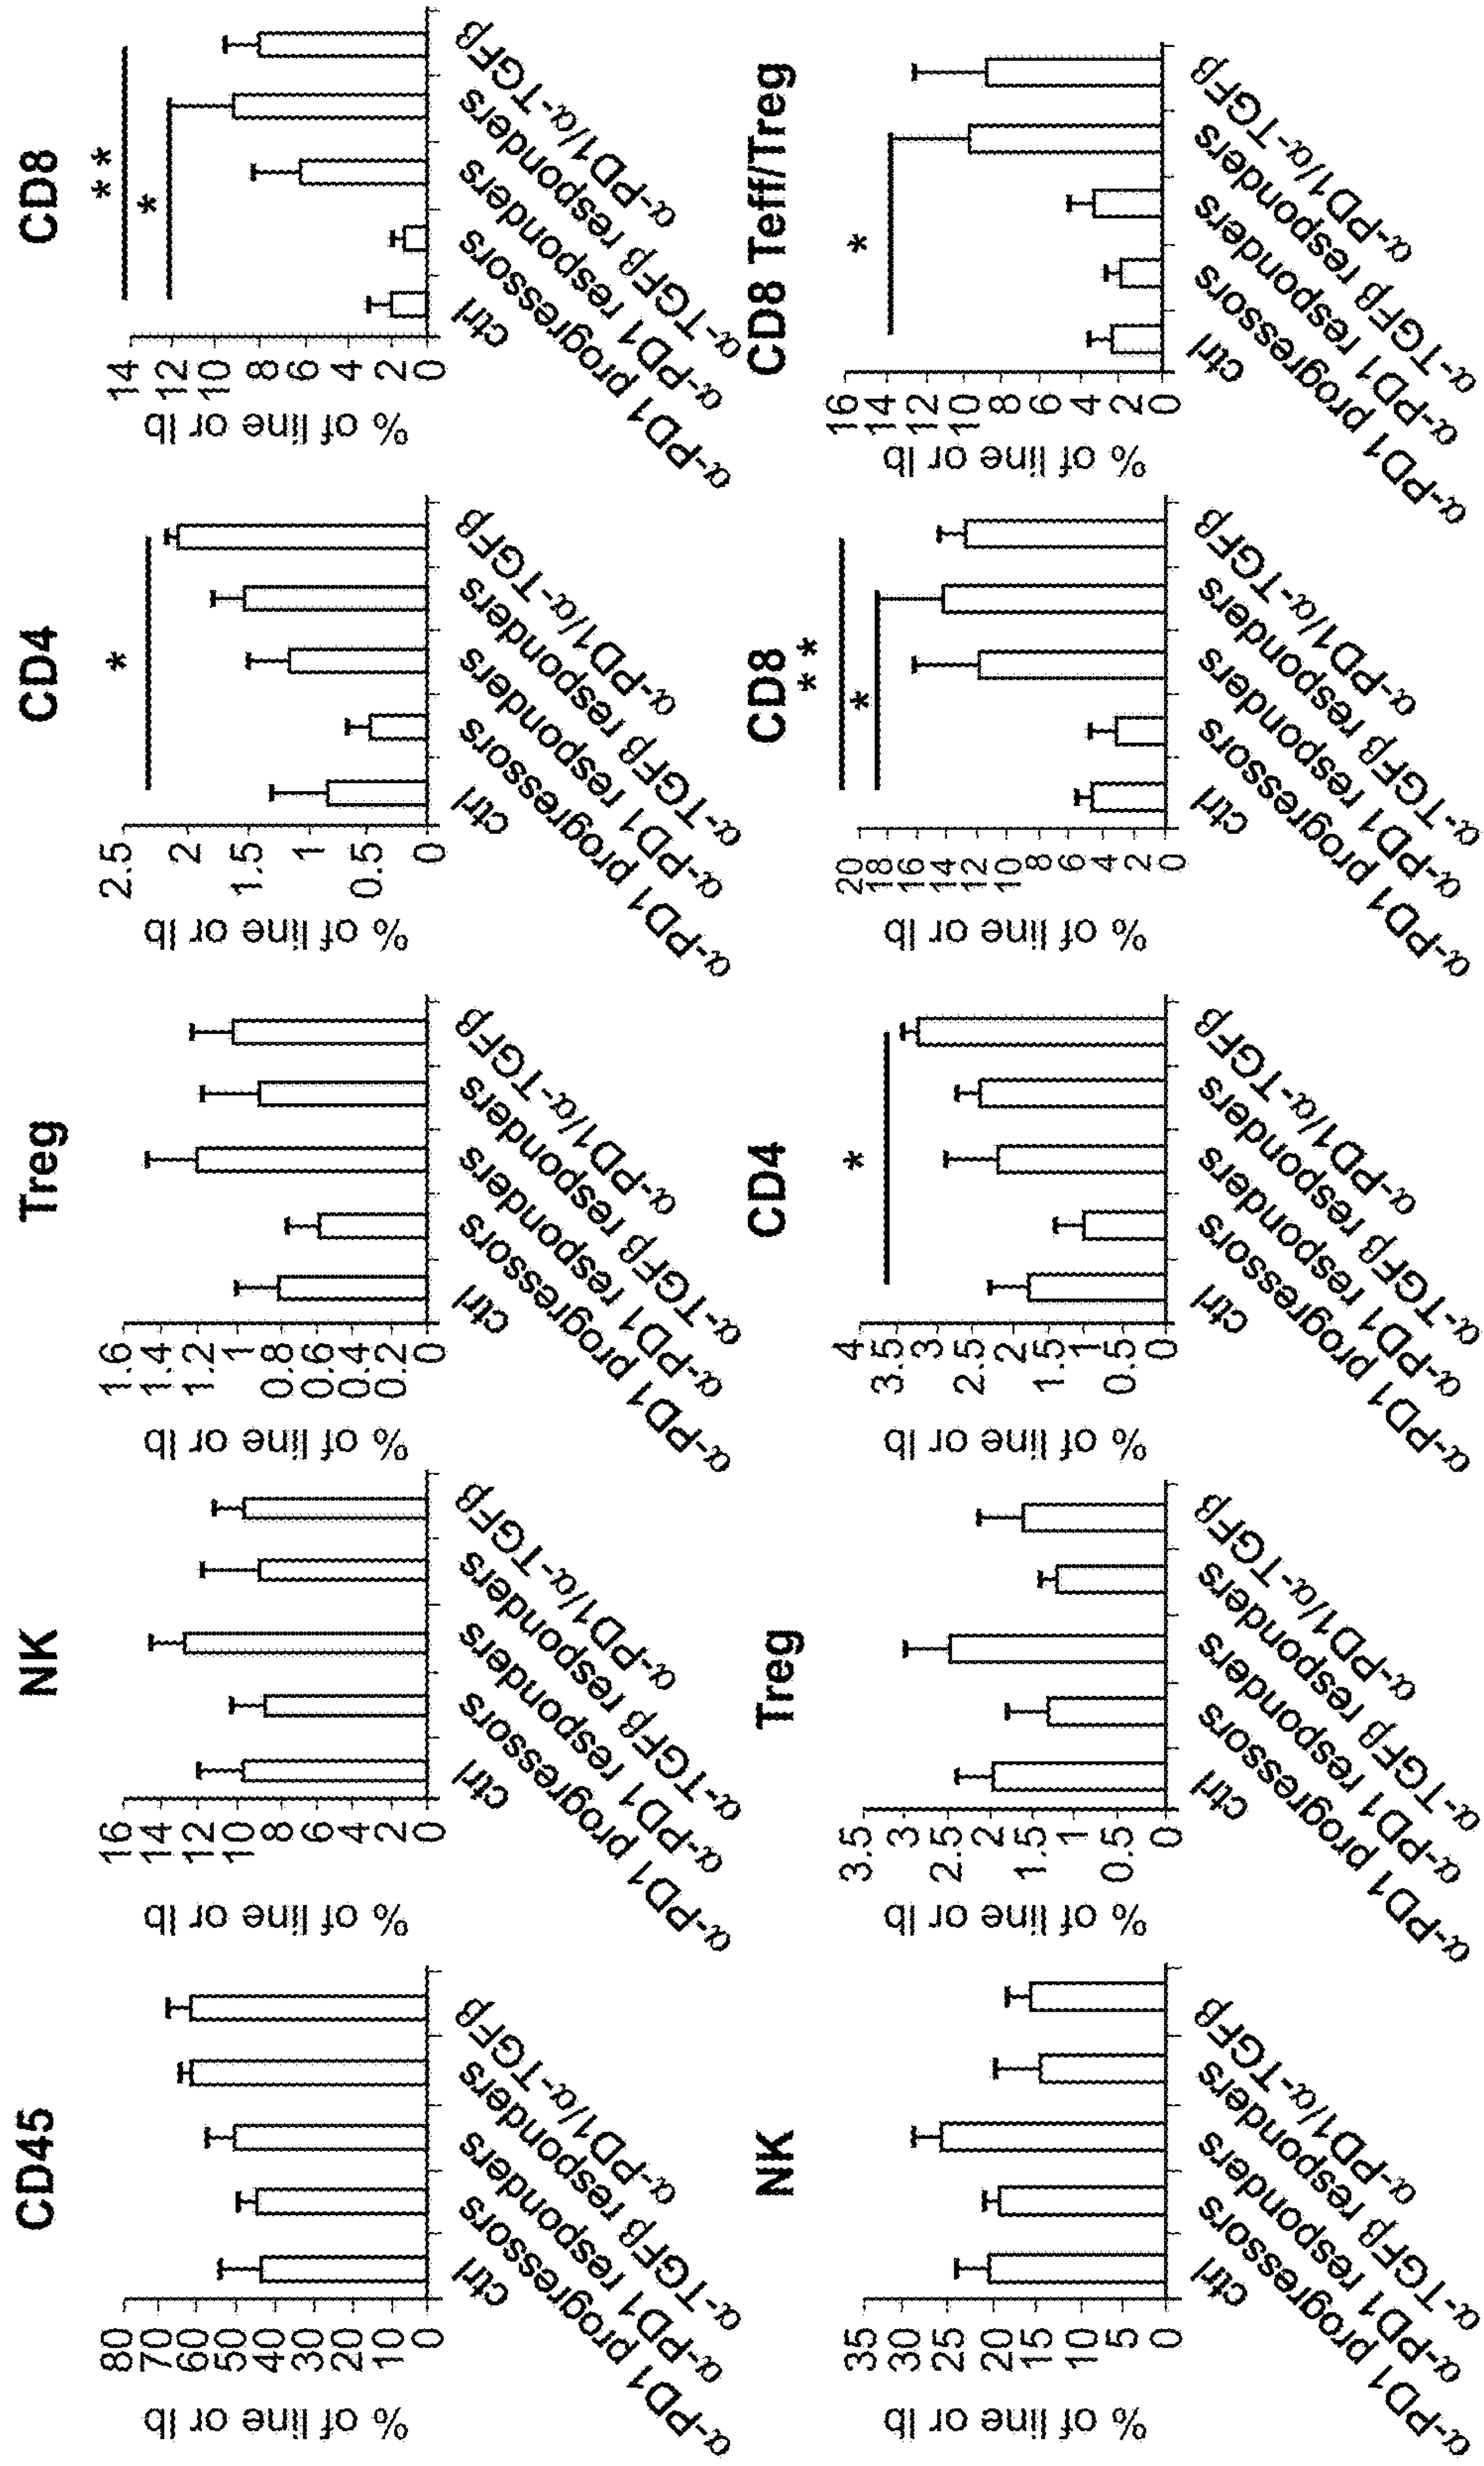 CD45
% of line or lb
80
70
60
50
40
30
20
10
0
ctrl
α-PD1 progressors
α-PD1 responders
α-TGFβ responders
α-PD1/α-TGFβ
NK
% of line or lb
16
14
12
10
8
6
4
2
0
ctrl
α-PD1 progressors
α-PD1 responders
α-TGFβ responders
α-PD1/α-TGFβ
Treg
% of line or lb
1.6
1.4
1.2
1
0.8
0.6
0.4
0.2
0
ctrl
α-PD1 progressors
α-PD1 responders
α-TGFβ responders
α-PD1/α-TGFβ
CD4
*
% of line or lb
2.5
2
1.5
1
0.5
0
ctrl
α-PD1 progressors
α-PD1 responders
α-TGFβ responders
α-PD1/α-TGFβ
CD8
**
*
% of line or lb
14
12
10
8
6
4
2
0
ctrl
α-PD1 progressors
α-PD1 responders
α-TGFβ responders
α-PD1/α-TGFβ
NK
% of line or lb
35
30
25
20
15
10
5
0
ctrl
α-PD1 progressors
α-PD1 responders
α-TGFβ responders
α-PD1/α-TGFβ
Treg
% of line or lb
3.5
3
2.5
2
1.5
1
0.5
0
ctrl
α-PD1 progressors
α-PD1 responders
α-TGFβ responders
α-PD1/α-TGFβ
CD4
*
% of line or lb
4
3.5
3
2.5
2
1.5
1
0.5
0
ctrl
α-PD1 progressors
α-PD1 responders
α-TGFβ responders
α-PD1/α-TGFβ
CD8
**
*
% of line or lb
20
18
16
14
12
10
8
6
4
2
0
ctrl
α-PD1 progressors
α-PD1 responders
α-TGFβ responders
α-PD1/α-TGFβ
CD8 Teff/Treg
*
% of line or lb
16
14
12
10
8
6
4
2
0
ctrl
α-PD1 progressors
α-PD1 responders
α-TGFβ responders
α-PD1/α-TGFβ